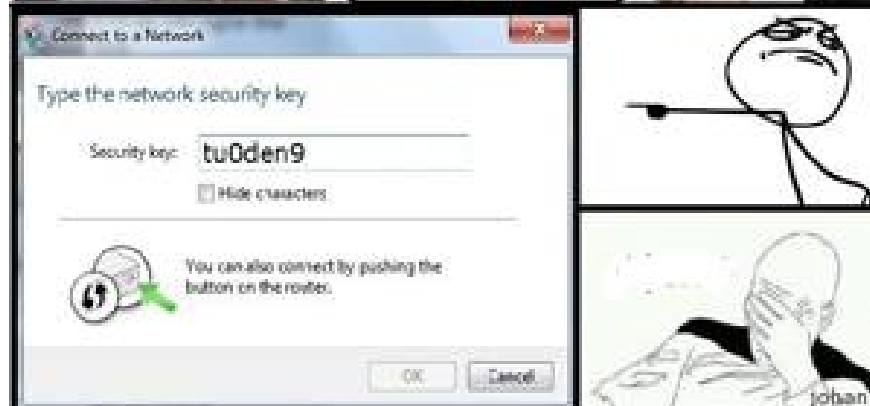 Connect to a Network
Type the network security key
Security key: tu0den9
Hide characters
You can also connect by pushing the
button on the router.
OK Cancel
johan